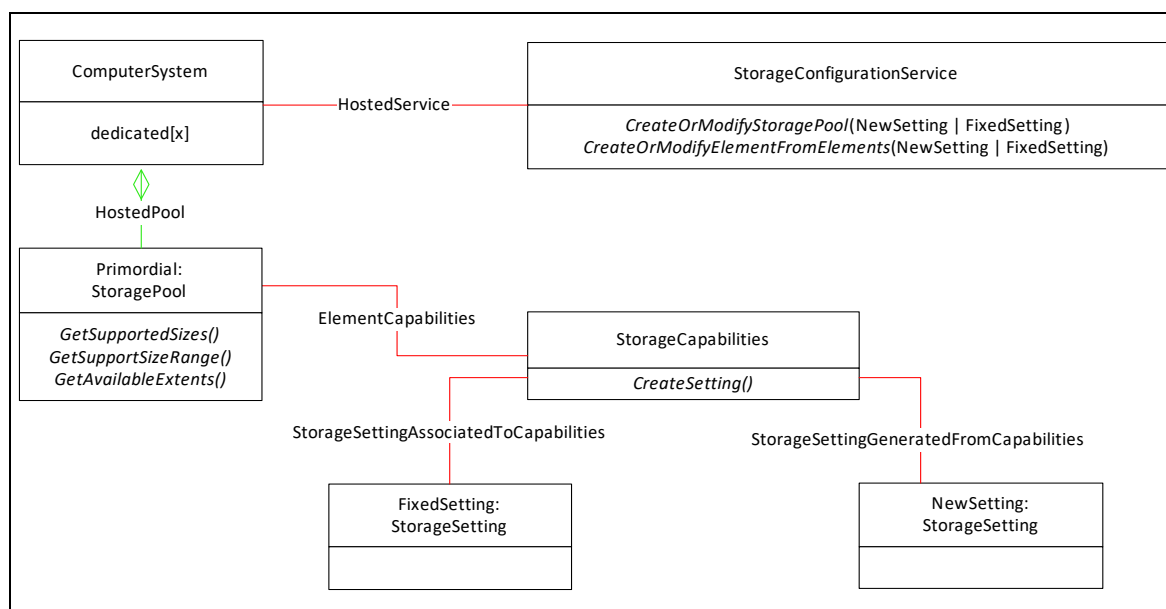 ComputerSystem
dedicated[x]
HostedService
StorageConfigurationService
CreateOrModifyStoragePool(NewSetting | FixedSetting)
CreateOrModifyElementFromElements(NewSetting | FixedSetting)
HostedPool
Primordial:
StoragePool
GetSupportedSizes()
GetSupportSizeRange()
GetAvailableExtents()
ElementCapabilities
StorageCapabilities
CreateSetting()
StorageSettingAssociatedToCapabilities
StorageSettingGeneratedFromCapabilities
FixedSetting:
StorageSetting
NewSetting:
StorageSetting